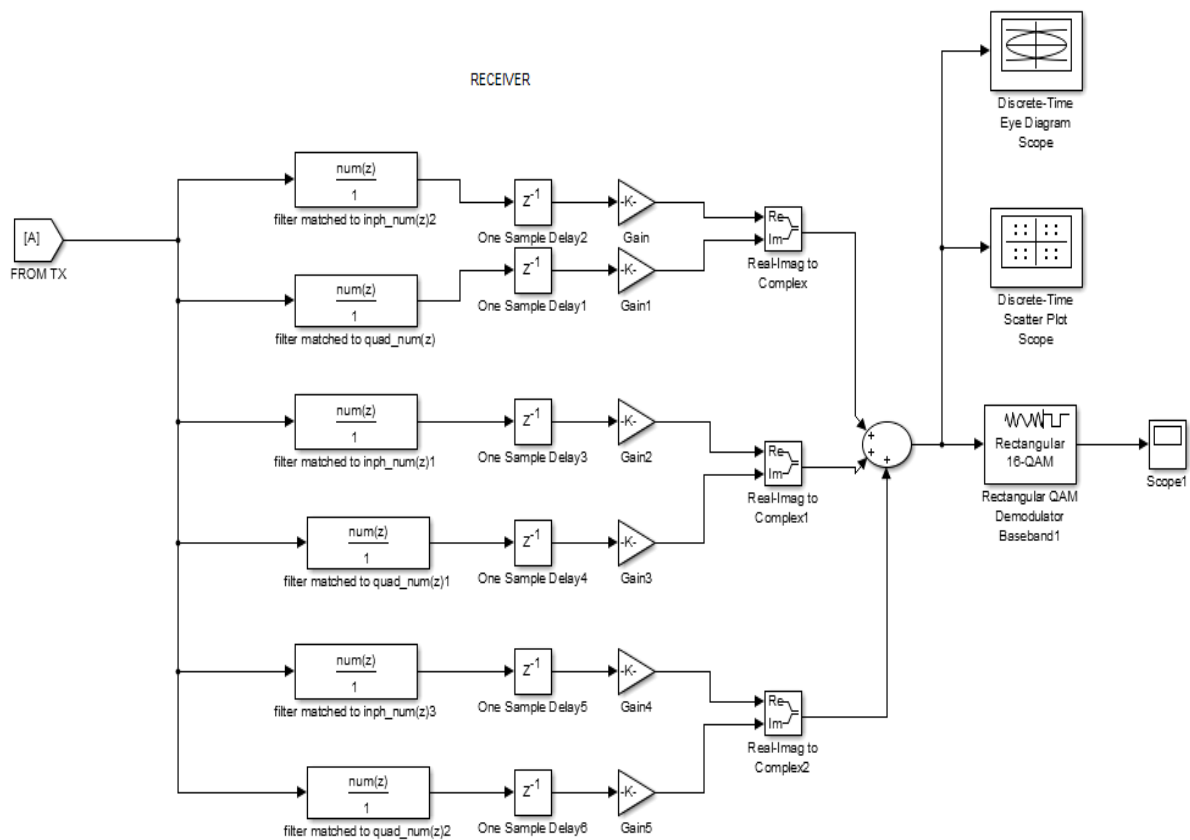 RECEIVER
[A]
FROM TX
num(z)
1
filter matched to inph_num(z)2
Z-1
One Sample Delay2
-K-
Gain
Re
Im
Real-Imag to
Complex
num(z)
1
filter matched to quad_num(z)
Z-1
One Sample Delay1
-K-
Gain1
num(z)
1
filter matched to inph_num(z)1
Z-1
One Sample Delay3
-K-
Gain2
Re
Im
Real-Imag to
Complex1
num(z)
1
filter matched to quad_num(z)1
Z-1
One Sample Delay4
-K-
Gain3
num(z)
1
filter matched to inph_num(z)3
Z-1
One Sample Delay5
-K-
Gain4
Re
Im
Real-Imag to
Complex2
num(z)
1
filter matched to quad_num(z)2
Z-1
One Sample Delay6
-K-
Gain5
+
+
+
Discrete-Time
Eye Diagram
Scope
Discrete-Time
Scatter Plot
Scope
Rectangular
16-QAM
Rectangular QAM
Demodulator
Baseband1
Scope1